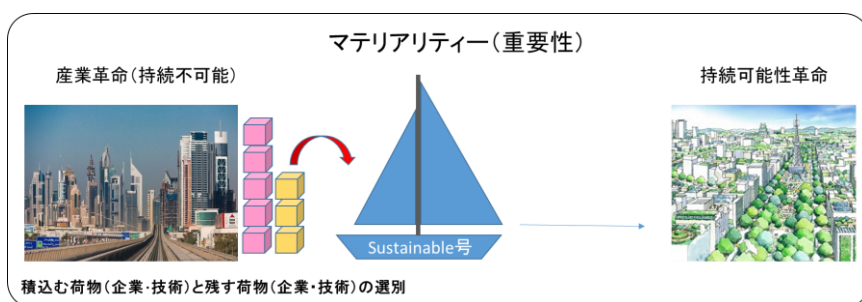 マテリアリティー（重要性）
産業革命（持続不可能）
持続可能性革命
Sustainable号
積込む荷物（企業・技術）と残す荷物（企業・技術）の選別